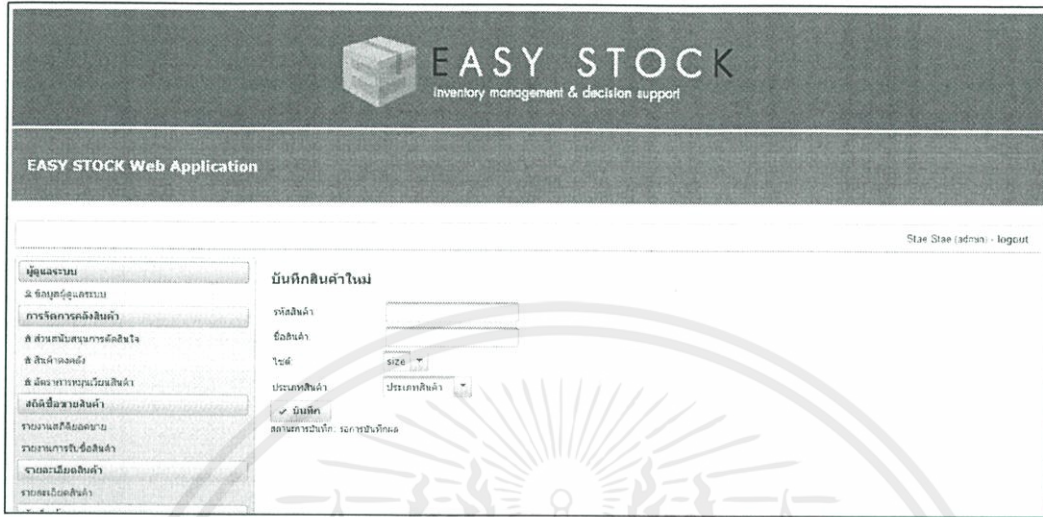 EASY STOCK
inventory management & decision support
EASY STOCK Web Application
Stae Stae (admin) - logout
ผู้ดูแลระบบ
ข้อมูลผู้ดูแลระบบ
การจัดการคลังสินค้า
ส่วนสนับสนุนการตัดสินใจ
สินค้าคงคลัง
อัตราการหมุนเวียนสินค้า
สถิติซื้อขายสินค้า
รายงานสถิติยอดขาย
รายงานการรับซื้อสินค้า
รายละเอียดสินค้า
รายละเอียดสินค้า
บันทึกสินค้าใหม่
รหัสสินค้า
ชื่อสินค้า
ไซต์ size
ประเภทสินค้า ประเภทสินค้า
บันทึก
สถานะการบันทึก: รอการบันทึกผล